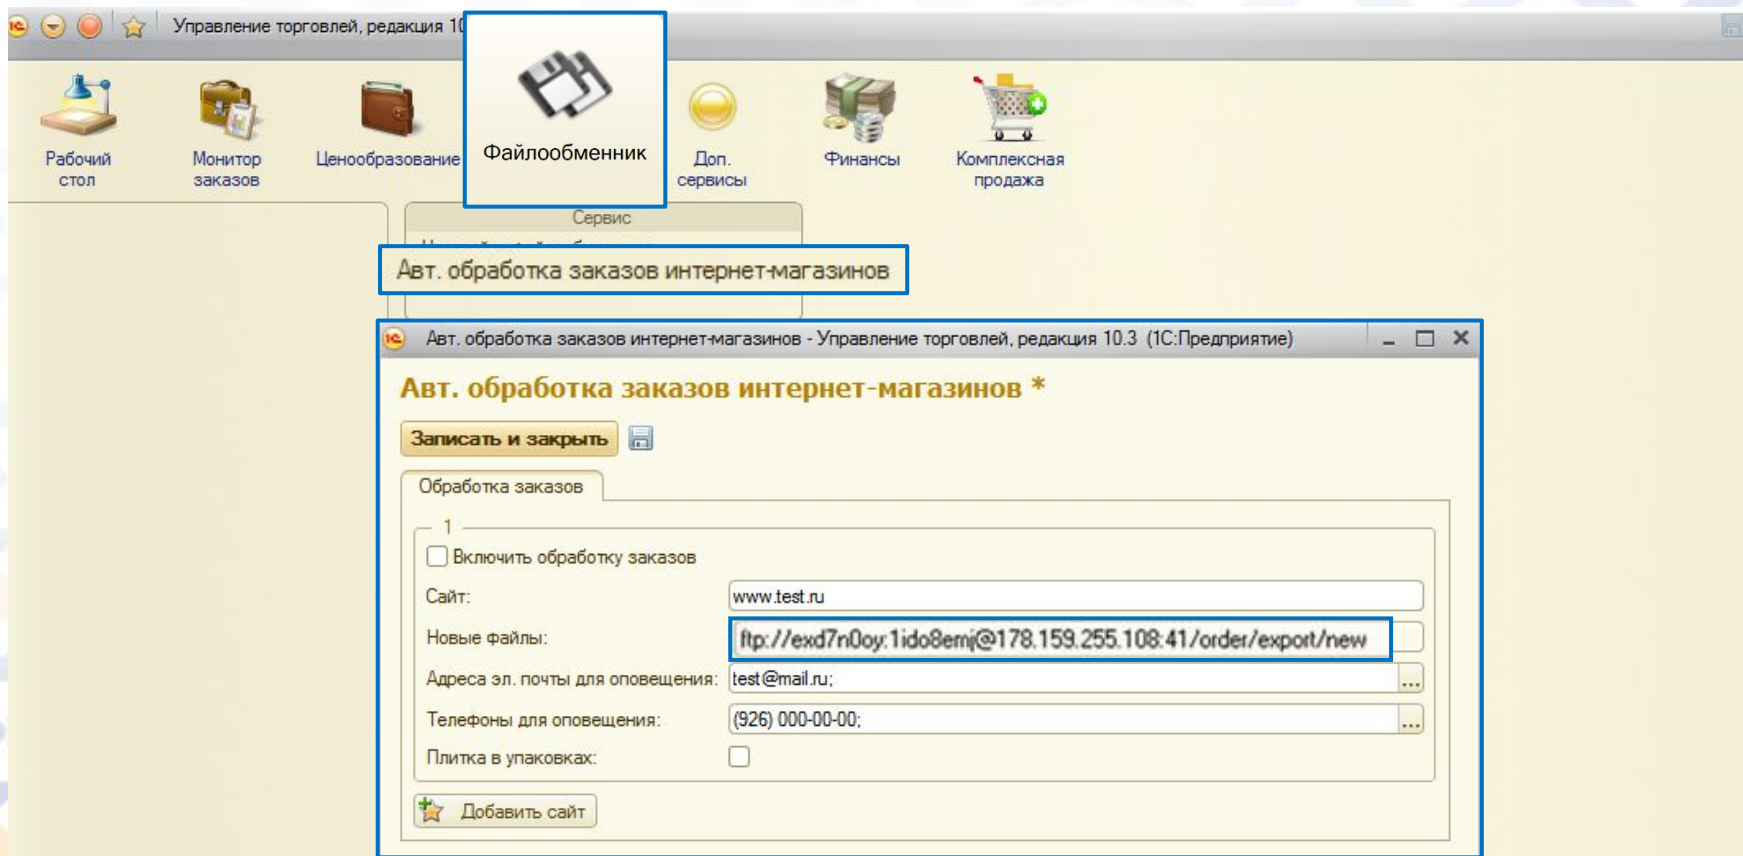 Управление торговлей, редакция 10
Рабочий стол
Монитор заказов
Ценообразование
Файлообменник
Доп. сервисы
Финансы
Комплексная продажа
Сервис
Авт. обработка заказов интернет-магазинов
Авт. обработка заказов интернет-магазинов - Управление торговлей, редакция 10.3 (1С:Предприятие)
Авт. обработка заказов интернет-магазинов *
Записать и закрыть
Обработка заказов
1
Включить обработку заказов
Сайт: www.test.ru
Новые файлы: ftp://exd7n0oy:1ido8emj@178.159.255.108:41/order/export/new
Адреса эл. почты для оповещения: test@mail.ru;
Телефоны для оповещения: (926) 000-00-00;
Плитка в упаковках:
Добавить сайт